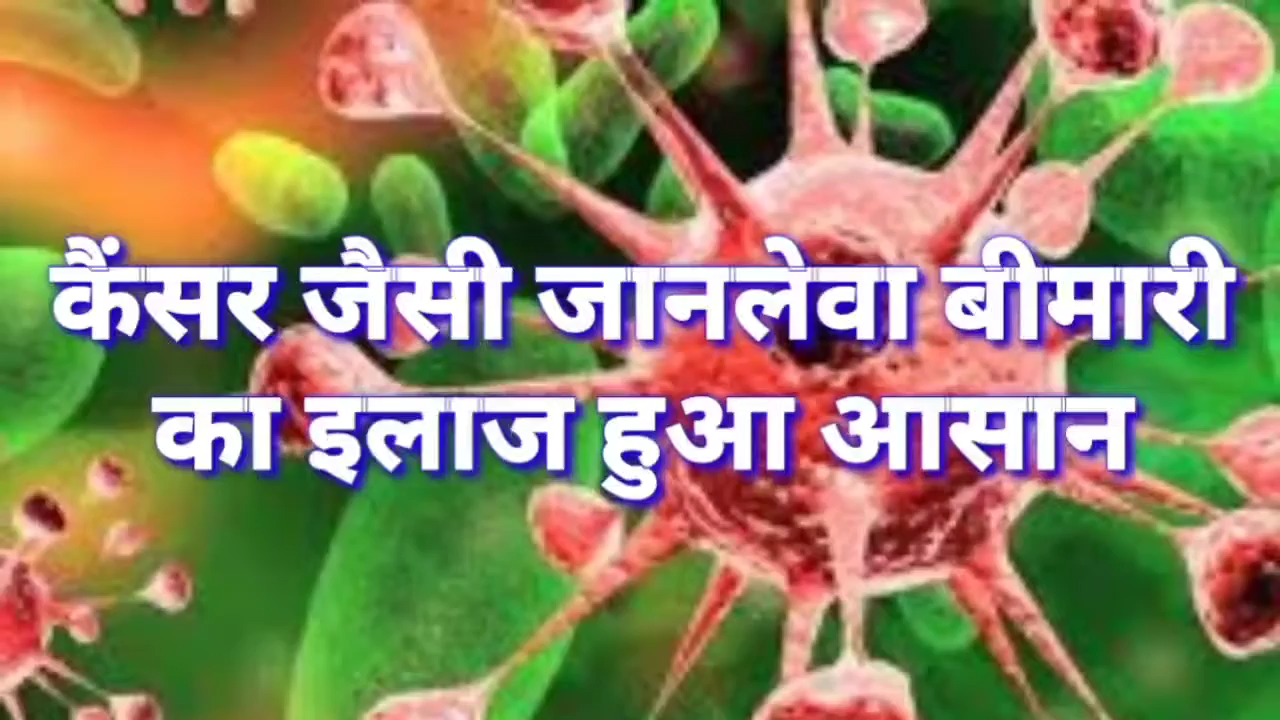 कैंसर जैसी जानलेवा बीमारी
का इलाज हुआ आसान